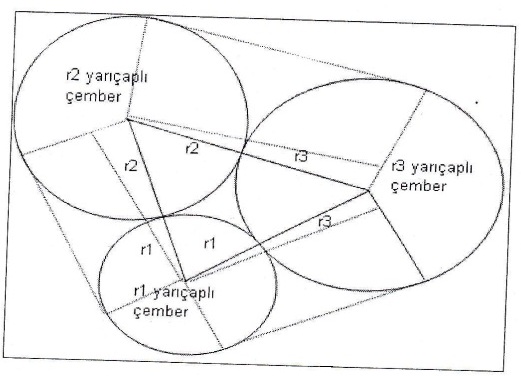 r2 yarıçaplı
çember
r2
r2
r3
r3 yarıçaplı
çember
r1
r1
r3
r1 yarıçaplı
çember